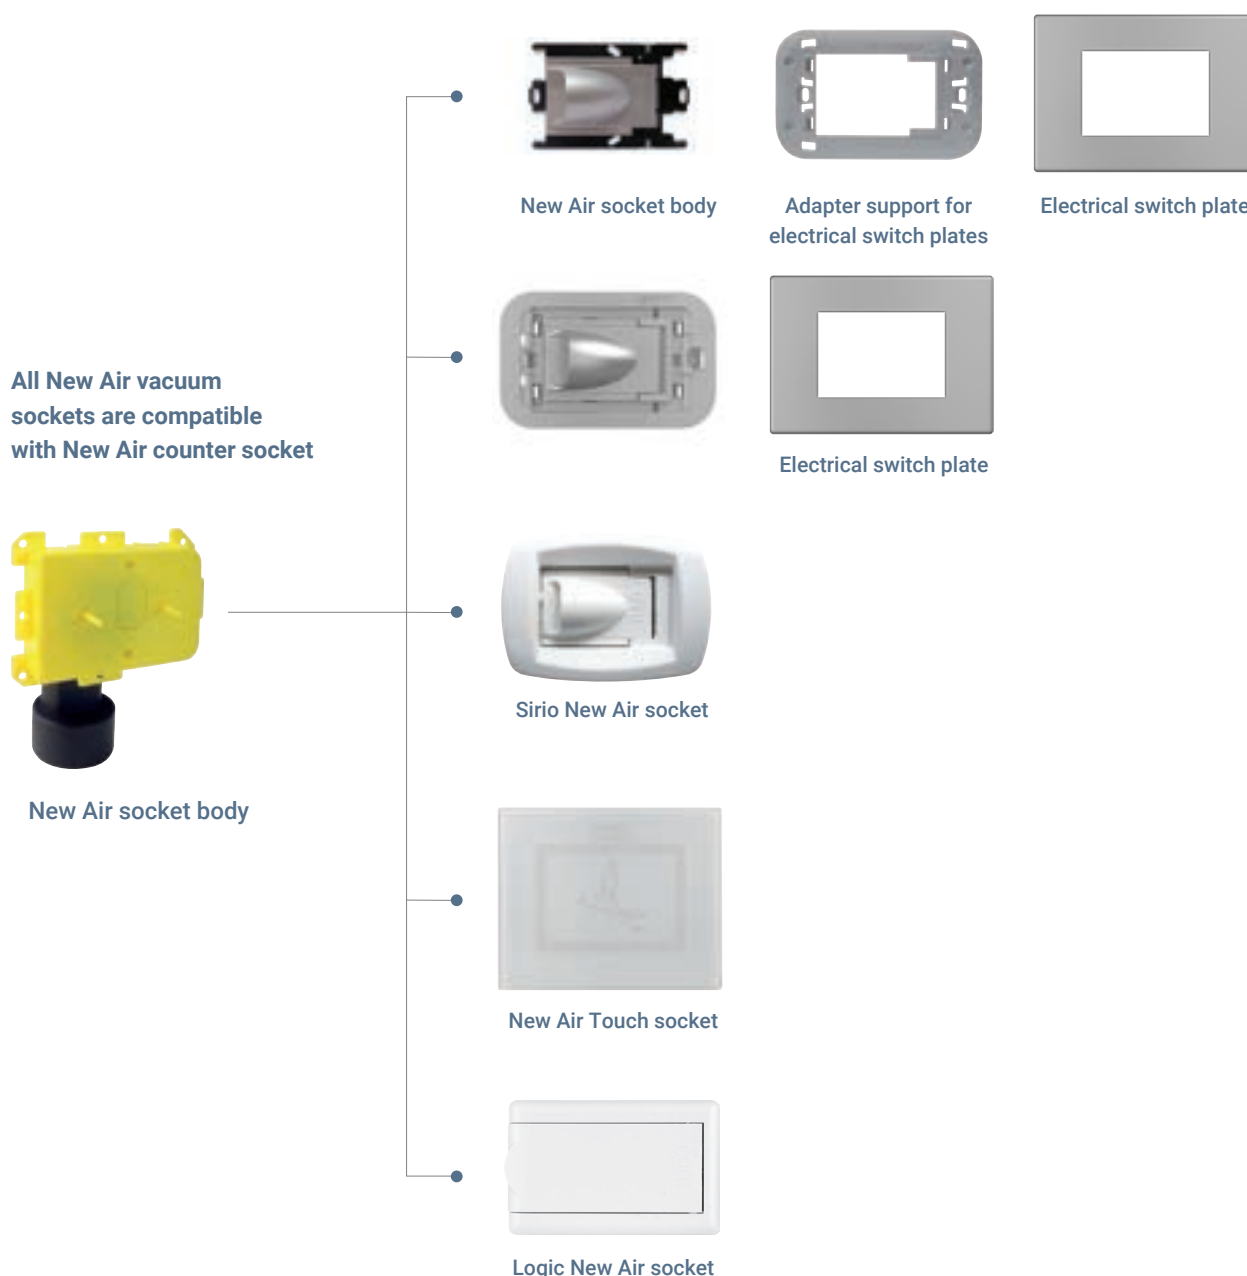 New Air socket body
Adapter support for
electrical switch plates
Electrical switch plate
Electrical switch plate
All New Air vacuum
sockets are compatible
with New Air counter socket
New Air socket body
Sirio New Air socket
New Air Touch socket
Logic New Air socket